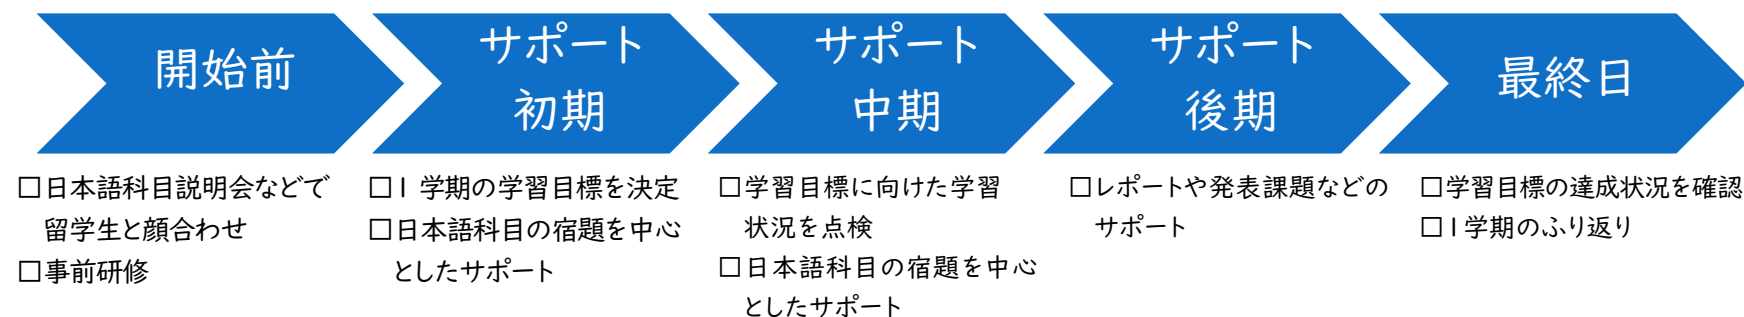 開始前
サポート
初期
サポート
中期
サポート
後期
最終日
□日本語科目説明会などで
留学生と顔合わせ
□事前研修
□1学期の学習目標を決定
□日本語科目の宿題を中心
としたサポート
□学習目標に向けた学習
状況を点検
□日本語科目の宿題を中心
としたサポート
□レポートや発表課題などの
サポート
□学習目標の達成状況を確認
□1学期のふり返り